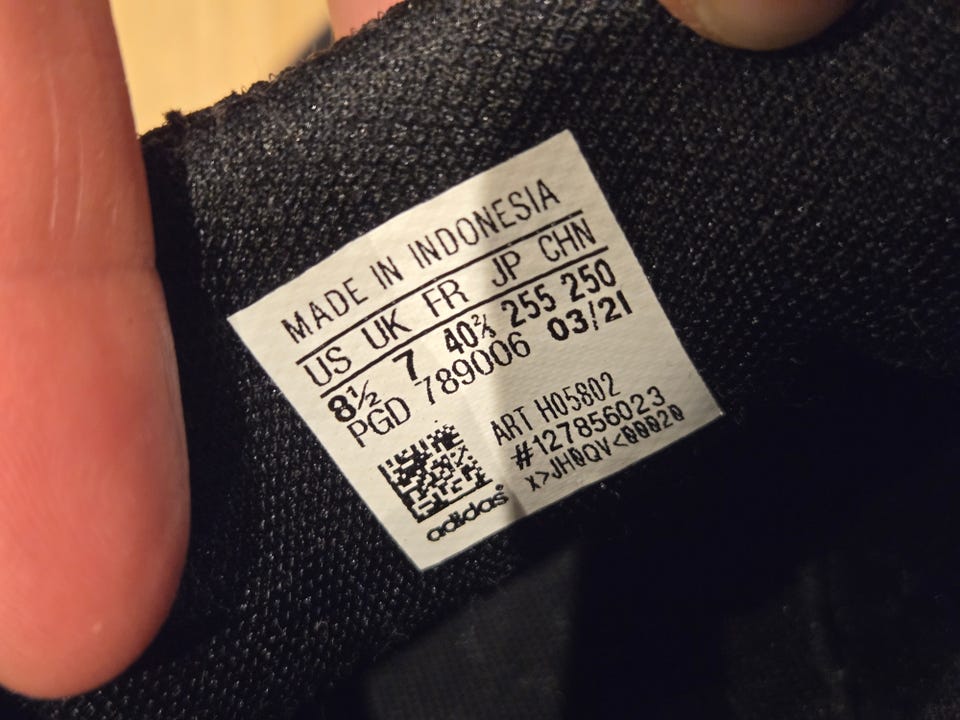 MADE IN INDONESIA
US UK FR JP CHN
8½ 7 40⅔ 255 250
PGD 789006 03/21
ART H05802
#127856023
X>JH0QV<00020
adidas